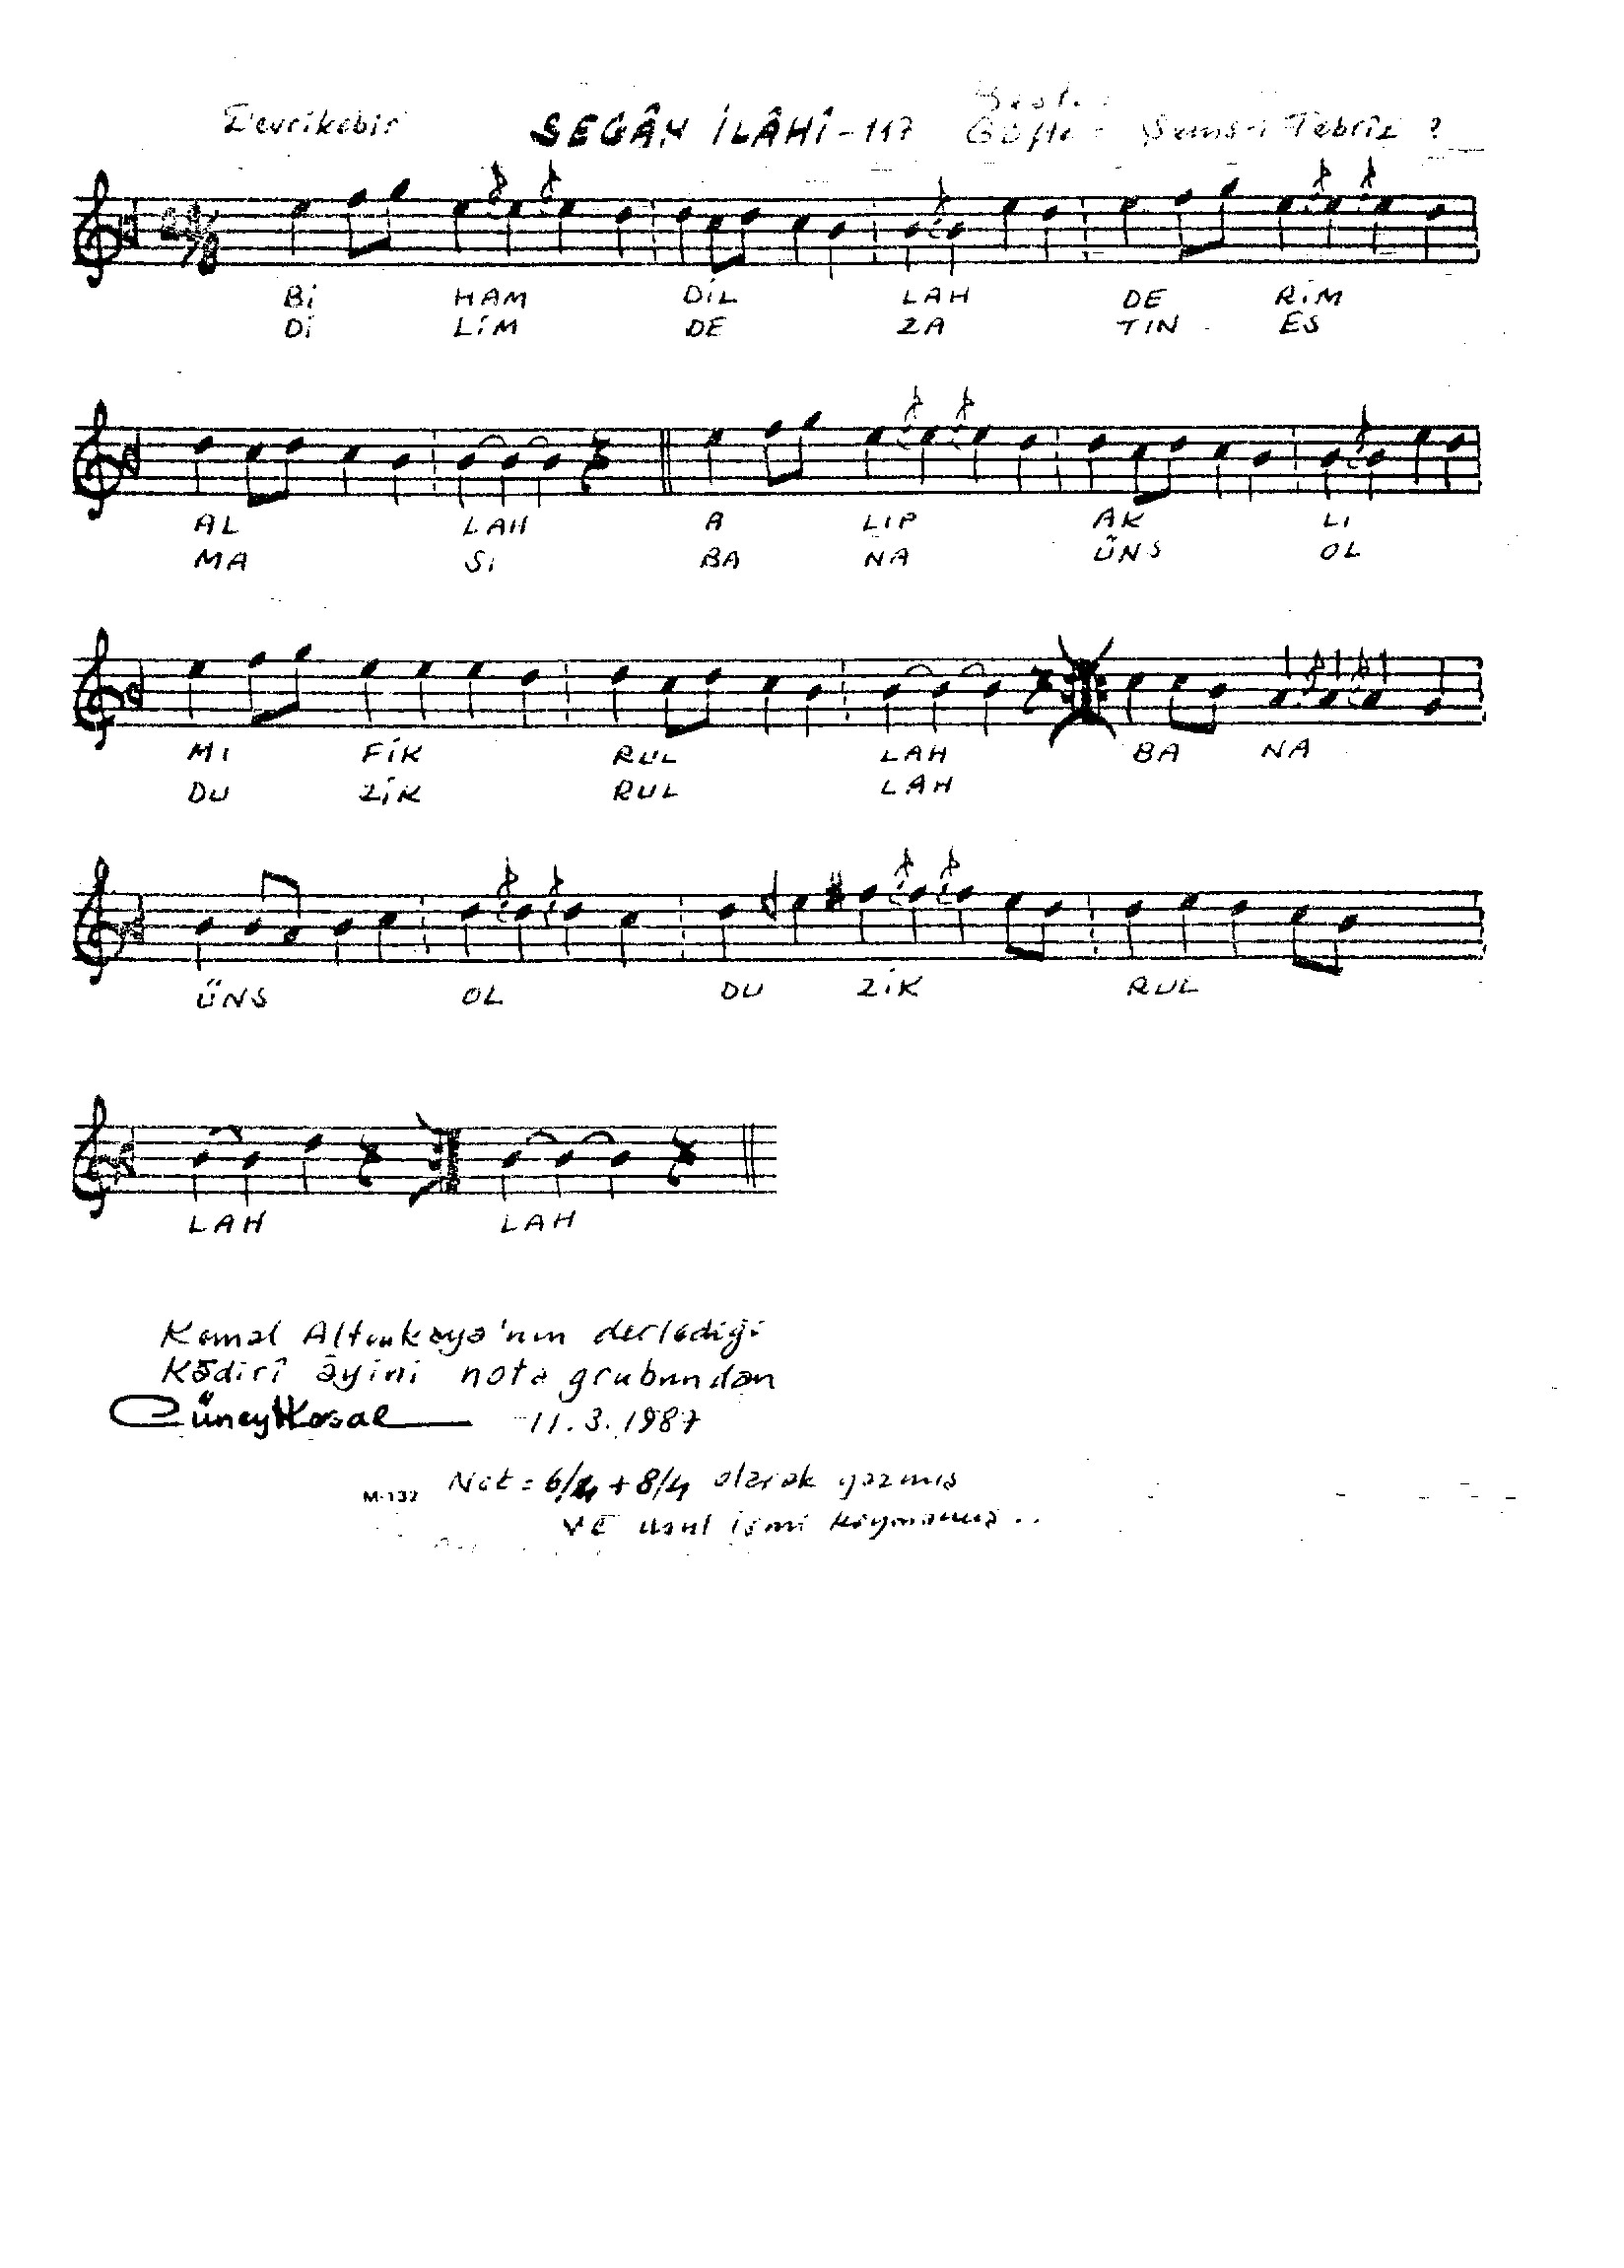 Devrikebir SEGÂH İLÂHÎ-117 Beste:
Güfte: Şems-i Tebrîz ?
Bİ HAM DİL LAH DE RİM
Dİ LİM DE ZA TIN ES
AL LAH A LIP AK LI
MA SI BA NA ÜNS OL
MI FİK RUL LAH BA NA
DU ZİK RUL LAH
ÜNS OL DU ZİK RUL
LAH LAH
Kemal Altınkaya'nın derlediği
Kādirî âyini nota grubundan
Cüneyt Kosal 11.3.1987
M-132 Not = 6/4 + 8/4 olarak yazmış
VE usul ismi koymamış..